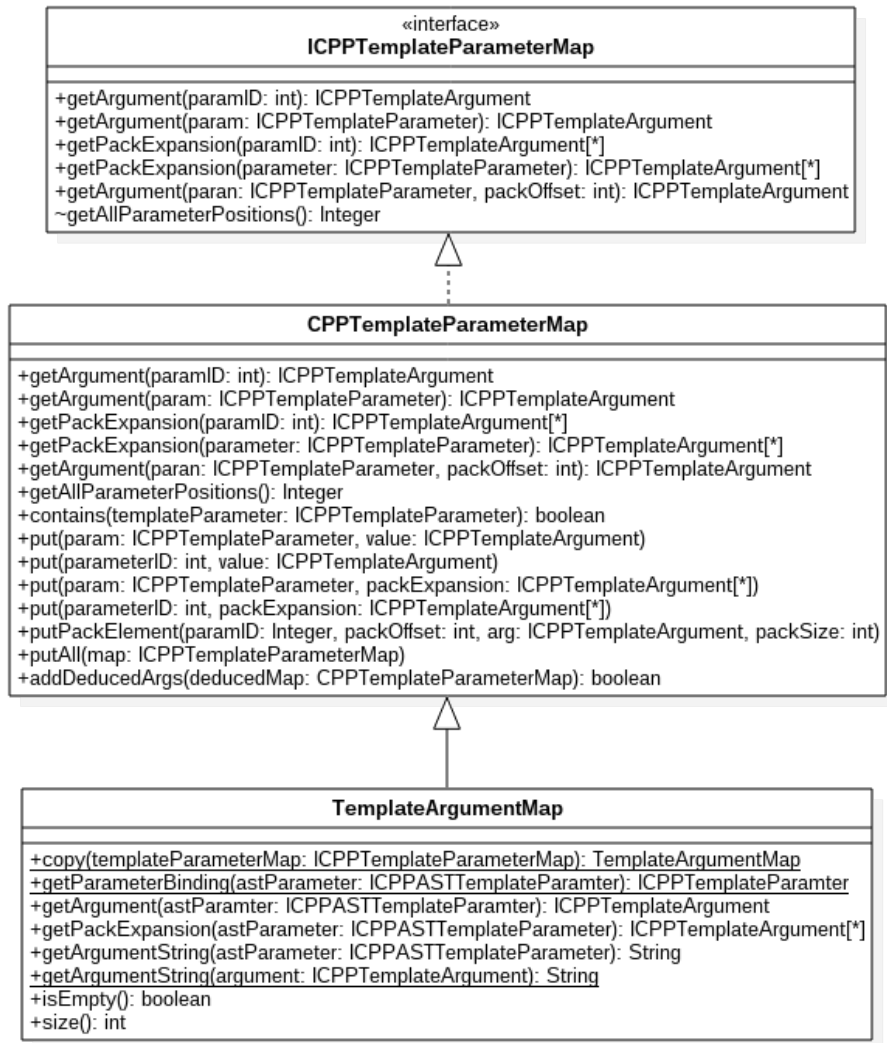 «interface»
ICPPTemplateParameterMap
+getArgument(paramID: int): ICPPTemplateArgument
+getArgument(param: ICPPTemplateParameter): ICPPTemplateArgument
+getPackExpansion(paramID: int): ICPPTemplateArgument[*]
+getPackExpansion(parameter: ICPPTemplateParameter): ICPPTemplateArgument[*]
+getArgument(paran: ICPPTemplateParameter, packOffset: int): ICPPTemplateArgument
~getAllParameterPositions(): Integer
CPPTemplateParameterMap
+getArgument(paramID: int): ICPPTemplateArgument
+getArgument(param: ICPPTemplateParameter): ICPPTemplateArgument
+getPackExpansion(paramID: int): ICPPTemplateArgument[*]
+getPackExpansion(parameter: ICPPTemplateParameter): ICPPTemplateArgument[*]
+getArgument(paran: ICPPTemplateParameter, packOffset: int): ICPPTemplateArgument
+getAllParameterPositions(): Integer
+contains(templateParameter: ICPPTemplateParameter): boolean
+put(param: ICPPTemplateParameter, value: ICPPTemplateArgument)
+put(parameterID: int, value: ICPPTemplateArgument)
+put(param: ICPPTemplateParameter, packExpansion: ICPPTemplateArgument[*])
+put(parameterID: int, packExpansion: ICPPTemplateArgument[*])
+putPackElement(paramID: Integer, packOffset: int, arg: ICPPTemplateArgument, packSize: int)
+putAll(map: ICPPTemplateParameterMap)
+addDeducedArgs(deducedMap: CPPTemplateParameterMap): boolean
TemplateArgumentMap
+copy(templateParameterMap: ICPPTemplateParameterMap): TemplateArgumentMap
+getParameterBinding(astParameter: ICPPASTTemplateParamter): ICPPTemplateParamter
+getArgument(astParamter: ICPPASTTemplateParamter): ICPPTemplateArgument
+getPackExpansion(astParameter: ICPPASTTemplateParameter): ICPPTemplateArgument[*]
+getArgumentString(astParameter: ICPPASTTemplateParameter): String
+getArgumentString(argument: ICPPTemplateArgument): String
+isEmpty(): boolean
+size(): int